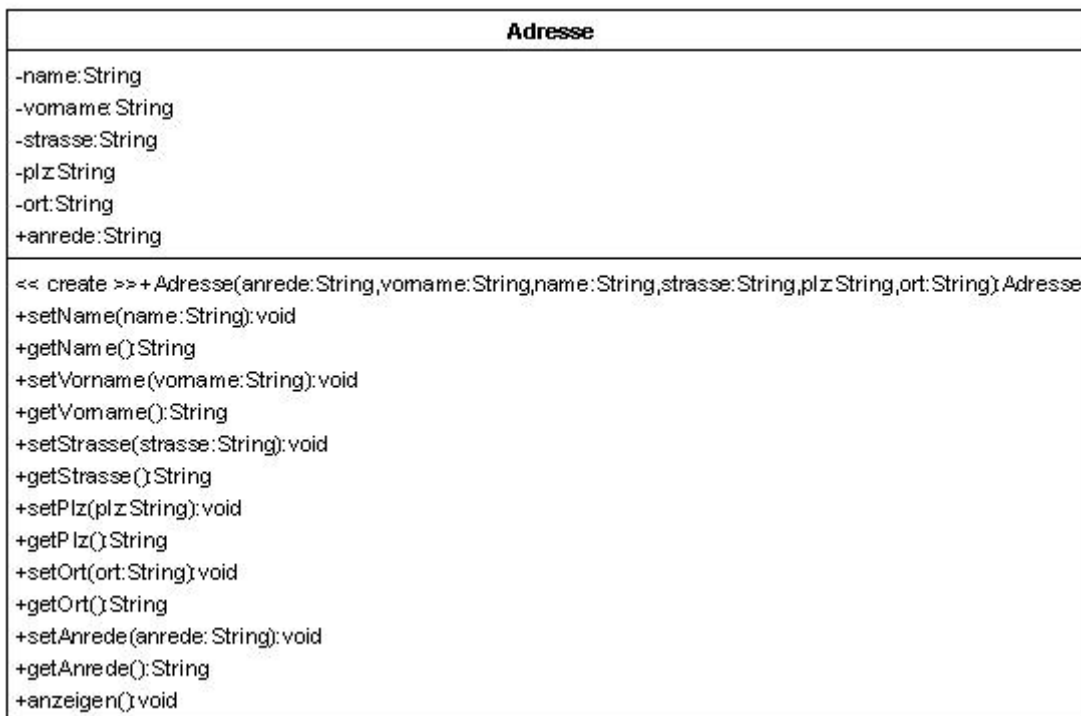 Adresse
-name:String
-vorname:String
-strasse:String
-plz:String
-ort:String
+anrede:String
<< create >>+Adresse(anrede:String,vorname:String,name:String,strasse:String,plz:String,ort:String):Adresse
+setName(name:String):void
+getName():String
+setVorname(vorname:String):void
+getVorname():String
+setStrasse(strasse:String):void
+getStrasse():String
+setPlz(plz:String):void
+getPlz():String
+setOrt(ort:String):void
+getOrt():String
+setAnrede(anrede:String):void
+getAnrede():String
+anzeigen():void